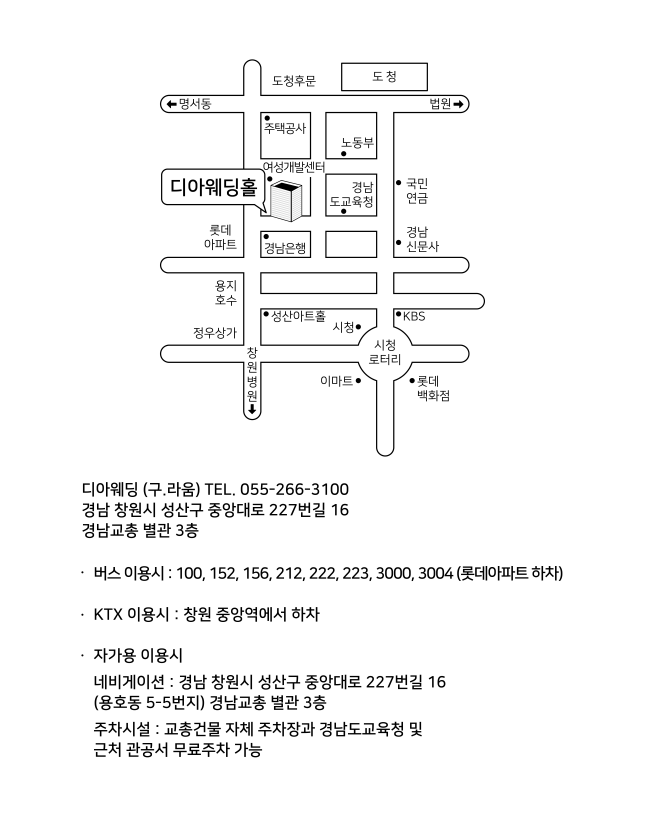 도청후문
도 청
명서동
법원
주택공사
노동부
여성개발센터
디아웨딩홀
경남
도교육청
국민
연금
롯데
아파트
경남은행
경남
신문사
용지
호수
성산아트홀
시청
KBS
정우상가
시청
로터리
창
원
병
원
이마트
롯데
백화점
디아웨딩 (구.라움) TEL. 055-266-3100
경남 창원시 성산구 중앙대로 227번길 16
경남교총 별관 3층
· 버스 이용시 : 100, 152, 156, 212, 222, 223, 3000, 3004 (롯데아파트 하차)
· KTX 이용시 : 창원 중앙역에서 하차
· 자가용 이용시
네비게이션 : 경남 창원시 성산구 중앙대로 227번길 16
(용호동 5-5번지) 경남교총 별관 3층
주차시설 : 교총건물 자체 주차장과 경남도교육청 및
근처 관공서 무료주차 가능